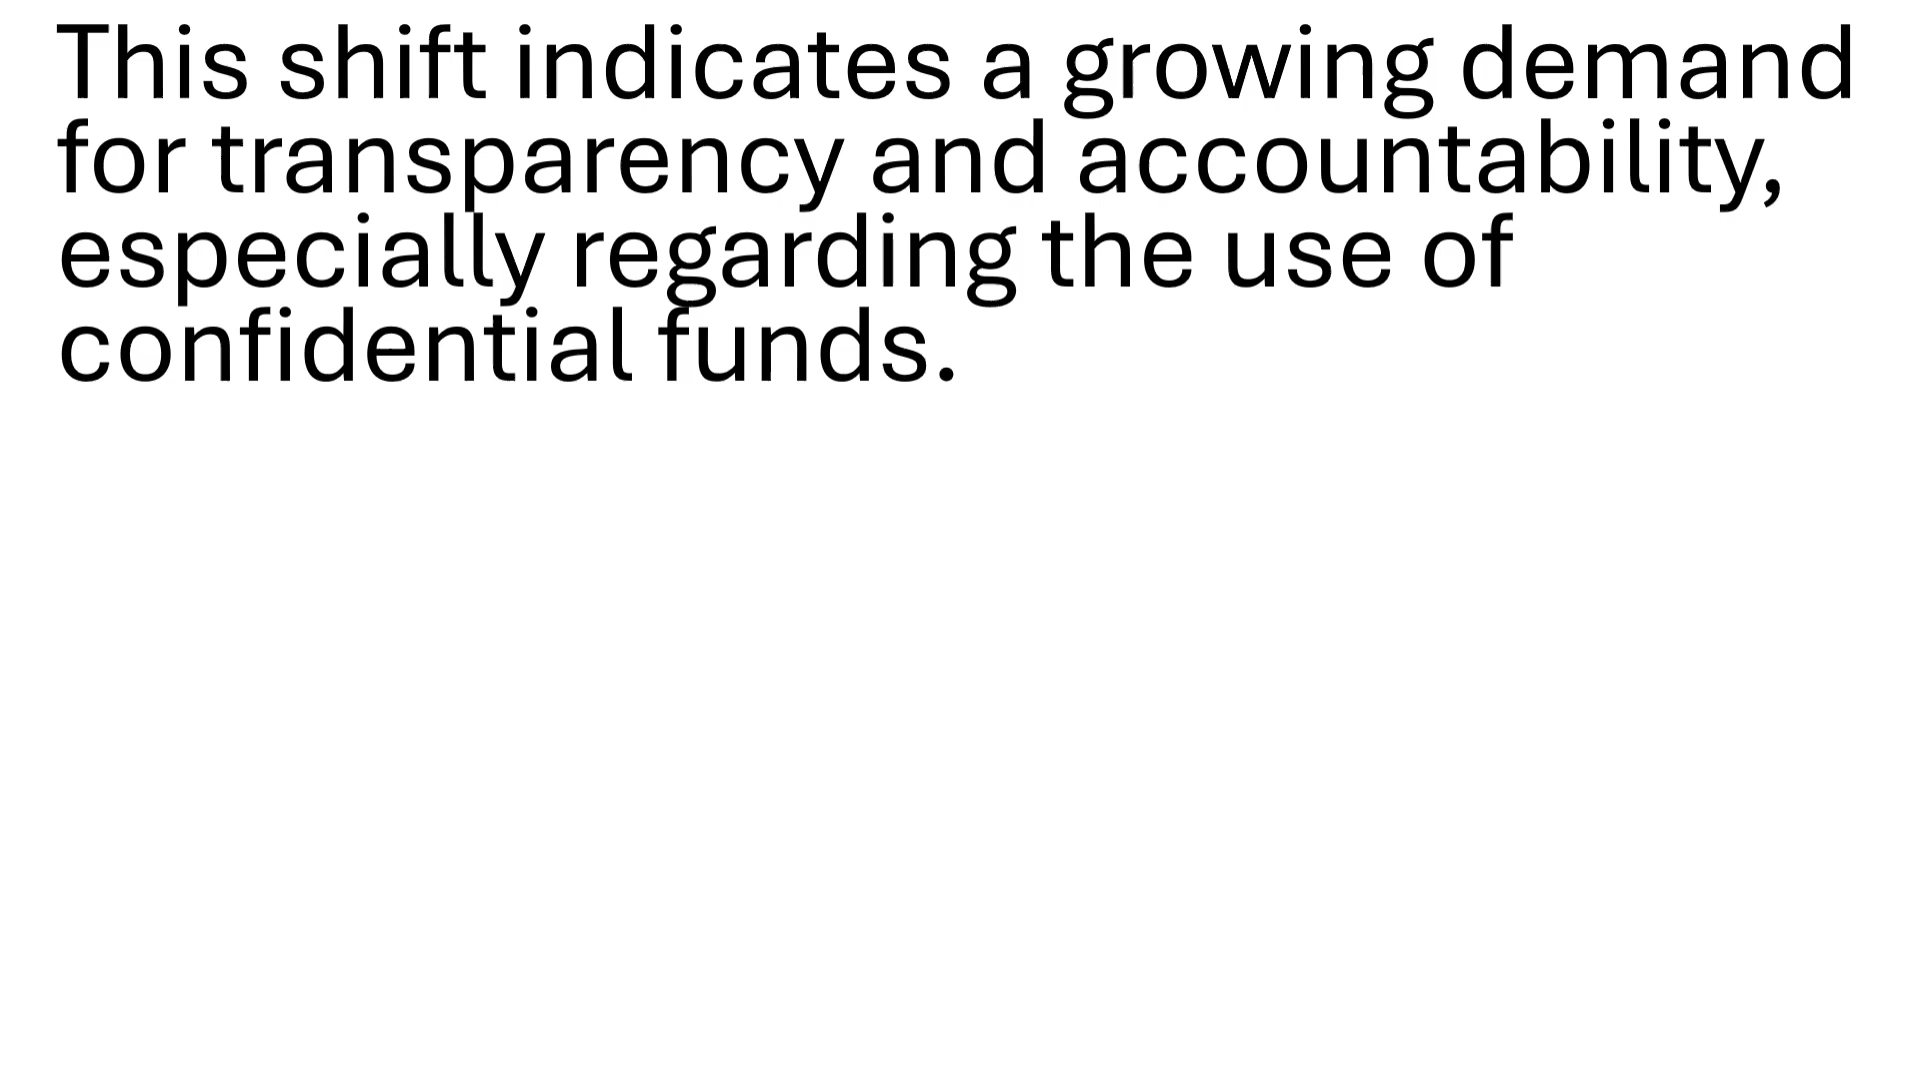 This shift indicates a growing demand
for transparency and accountability,
especially regarding the use of
confidential funds.